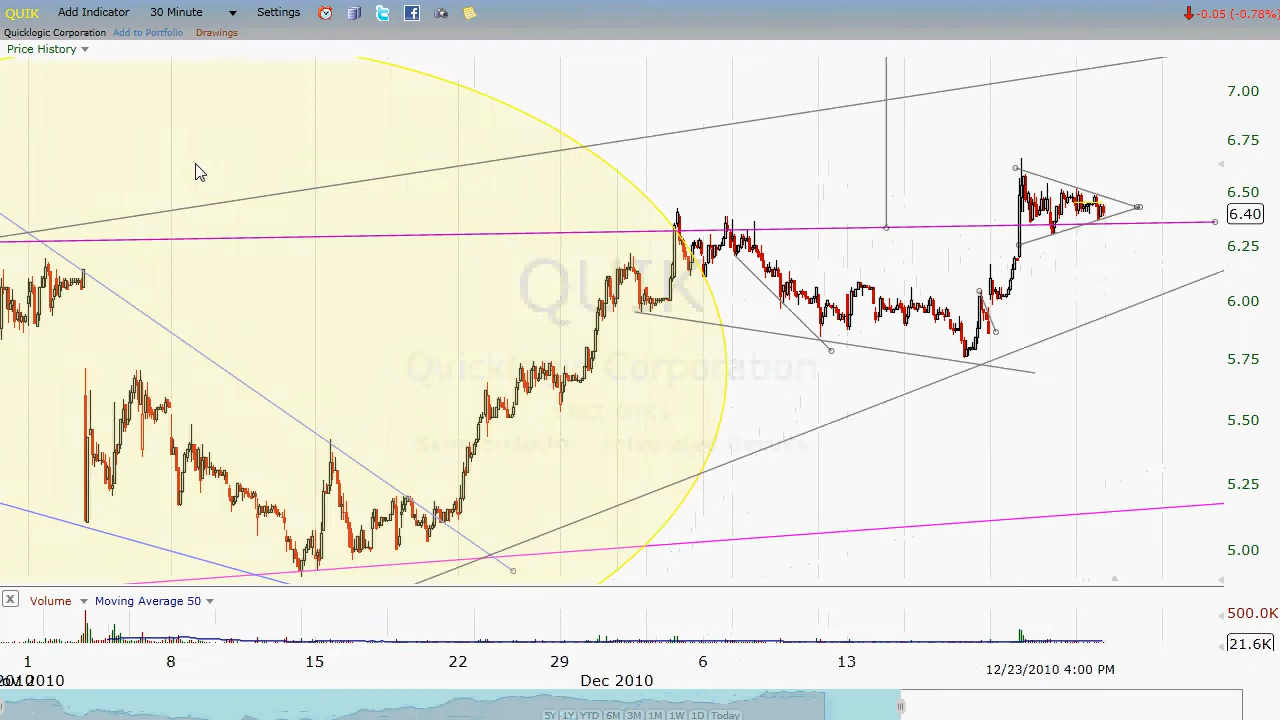 QUIK Add Indicator 30 Minute Settings -0.05 (-0.78%)
Quicklogic Corporation Add to Portfolio Drawings
Price History
7.00
6.75
6.50
6.40
6.25
6.00
5.75
5.50
5.25
5.00
QUIK
QuickLogic Corporation
Volume Moving Average 50
500.0K
21.6K
1 8 15 22 29 6 13 12/23/2010 4:00 PM
2010 Dec 2010
5Y 1Y YTD 6M 3M 1M 1W 1D Today